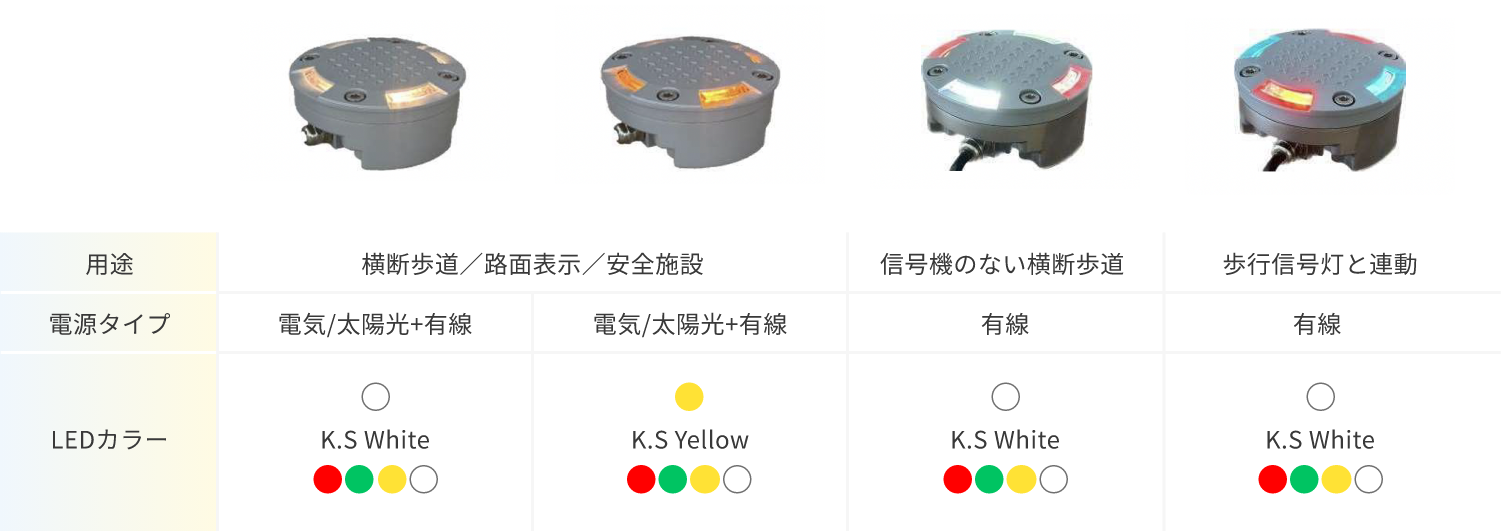 用途
横断歩道／路面表示／安全施設
信号機のない横断歩道
歩行信号灯と連動
電源タイプ
電気/太陽光+有線
電気/太陽光+有線
有線
有線
LEDカラー
K.S White
K.S Yellow
K.S White
K.S White